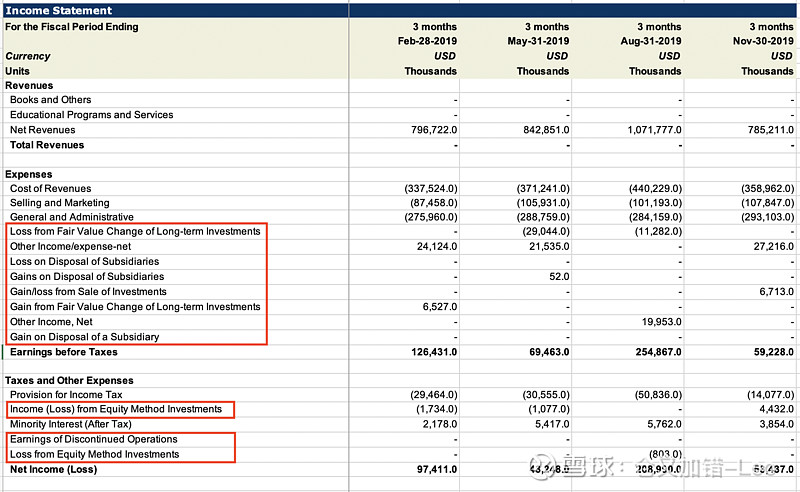 Income Statement
For the Fiscal Period Ending 3 months 3 months 3 months 3 months
Feb-28-2019 May-31-2019 Aug-31-2019 Nov-30-2019
Currency USD USD USD USD
Units Thousands Thousands Thousands Thousands
Revenues
Books and Others - - - -
Educational Programs and Services - - - -
Net Revenues 796,722.0 842,851.0 1,071,777.0 785,211.0
Total Revenues - - - -
Expenses
Cost of Revenues (337,524.0) (371,241.0) (440,229.0) (358,962.0)
Selling and Marketing (87,458.0) (105,931.0) (101,193.0) (107,847.0)
General and Administrative (275,960.0) (288,759.0) (284,159.0) (293,103.0)
Loss from Fair Value Change of Long-term Investments - (29,044.0) (11,282.0) -
Other Income/expense-net 24,124.0 21,535.0 - 27,216.0
Loss on Disposal of Subsidiaries - - - -
Gains on Disposal of Subsidiaries - 52.0 - -
Gain/loss from Sale of Investments - - - 6,713.0
Gain from Fair Value Change of Long-term Investments 6,527.0 - - -
Other Income, Net - - 19,953.0 -
Gain on Disposal of a Subsidiary - - - -
Earnings before Taxes 126,431.0 69,463.0 254,867.0 59,228.0
Taxes and Other Expenses
Provision for Income Tax (29,464.0) (30,555.0) (50,836.0) (14,077.0)
Income (Loss) from Equity Method Investments (1,734.0) (1,077.0) - 4,432.0
Minority Interest (After Tax) 2,178.0 5,417.0 5,762.0 3,854.0
Earnings of Discontinued Operations - - - -
Loss from Equity Method Investments - - (803.0) -
Net Income (Loss) 97,411.0 43,248.0 208,990.0 53,437.0
雪球：仓又加错-Leo